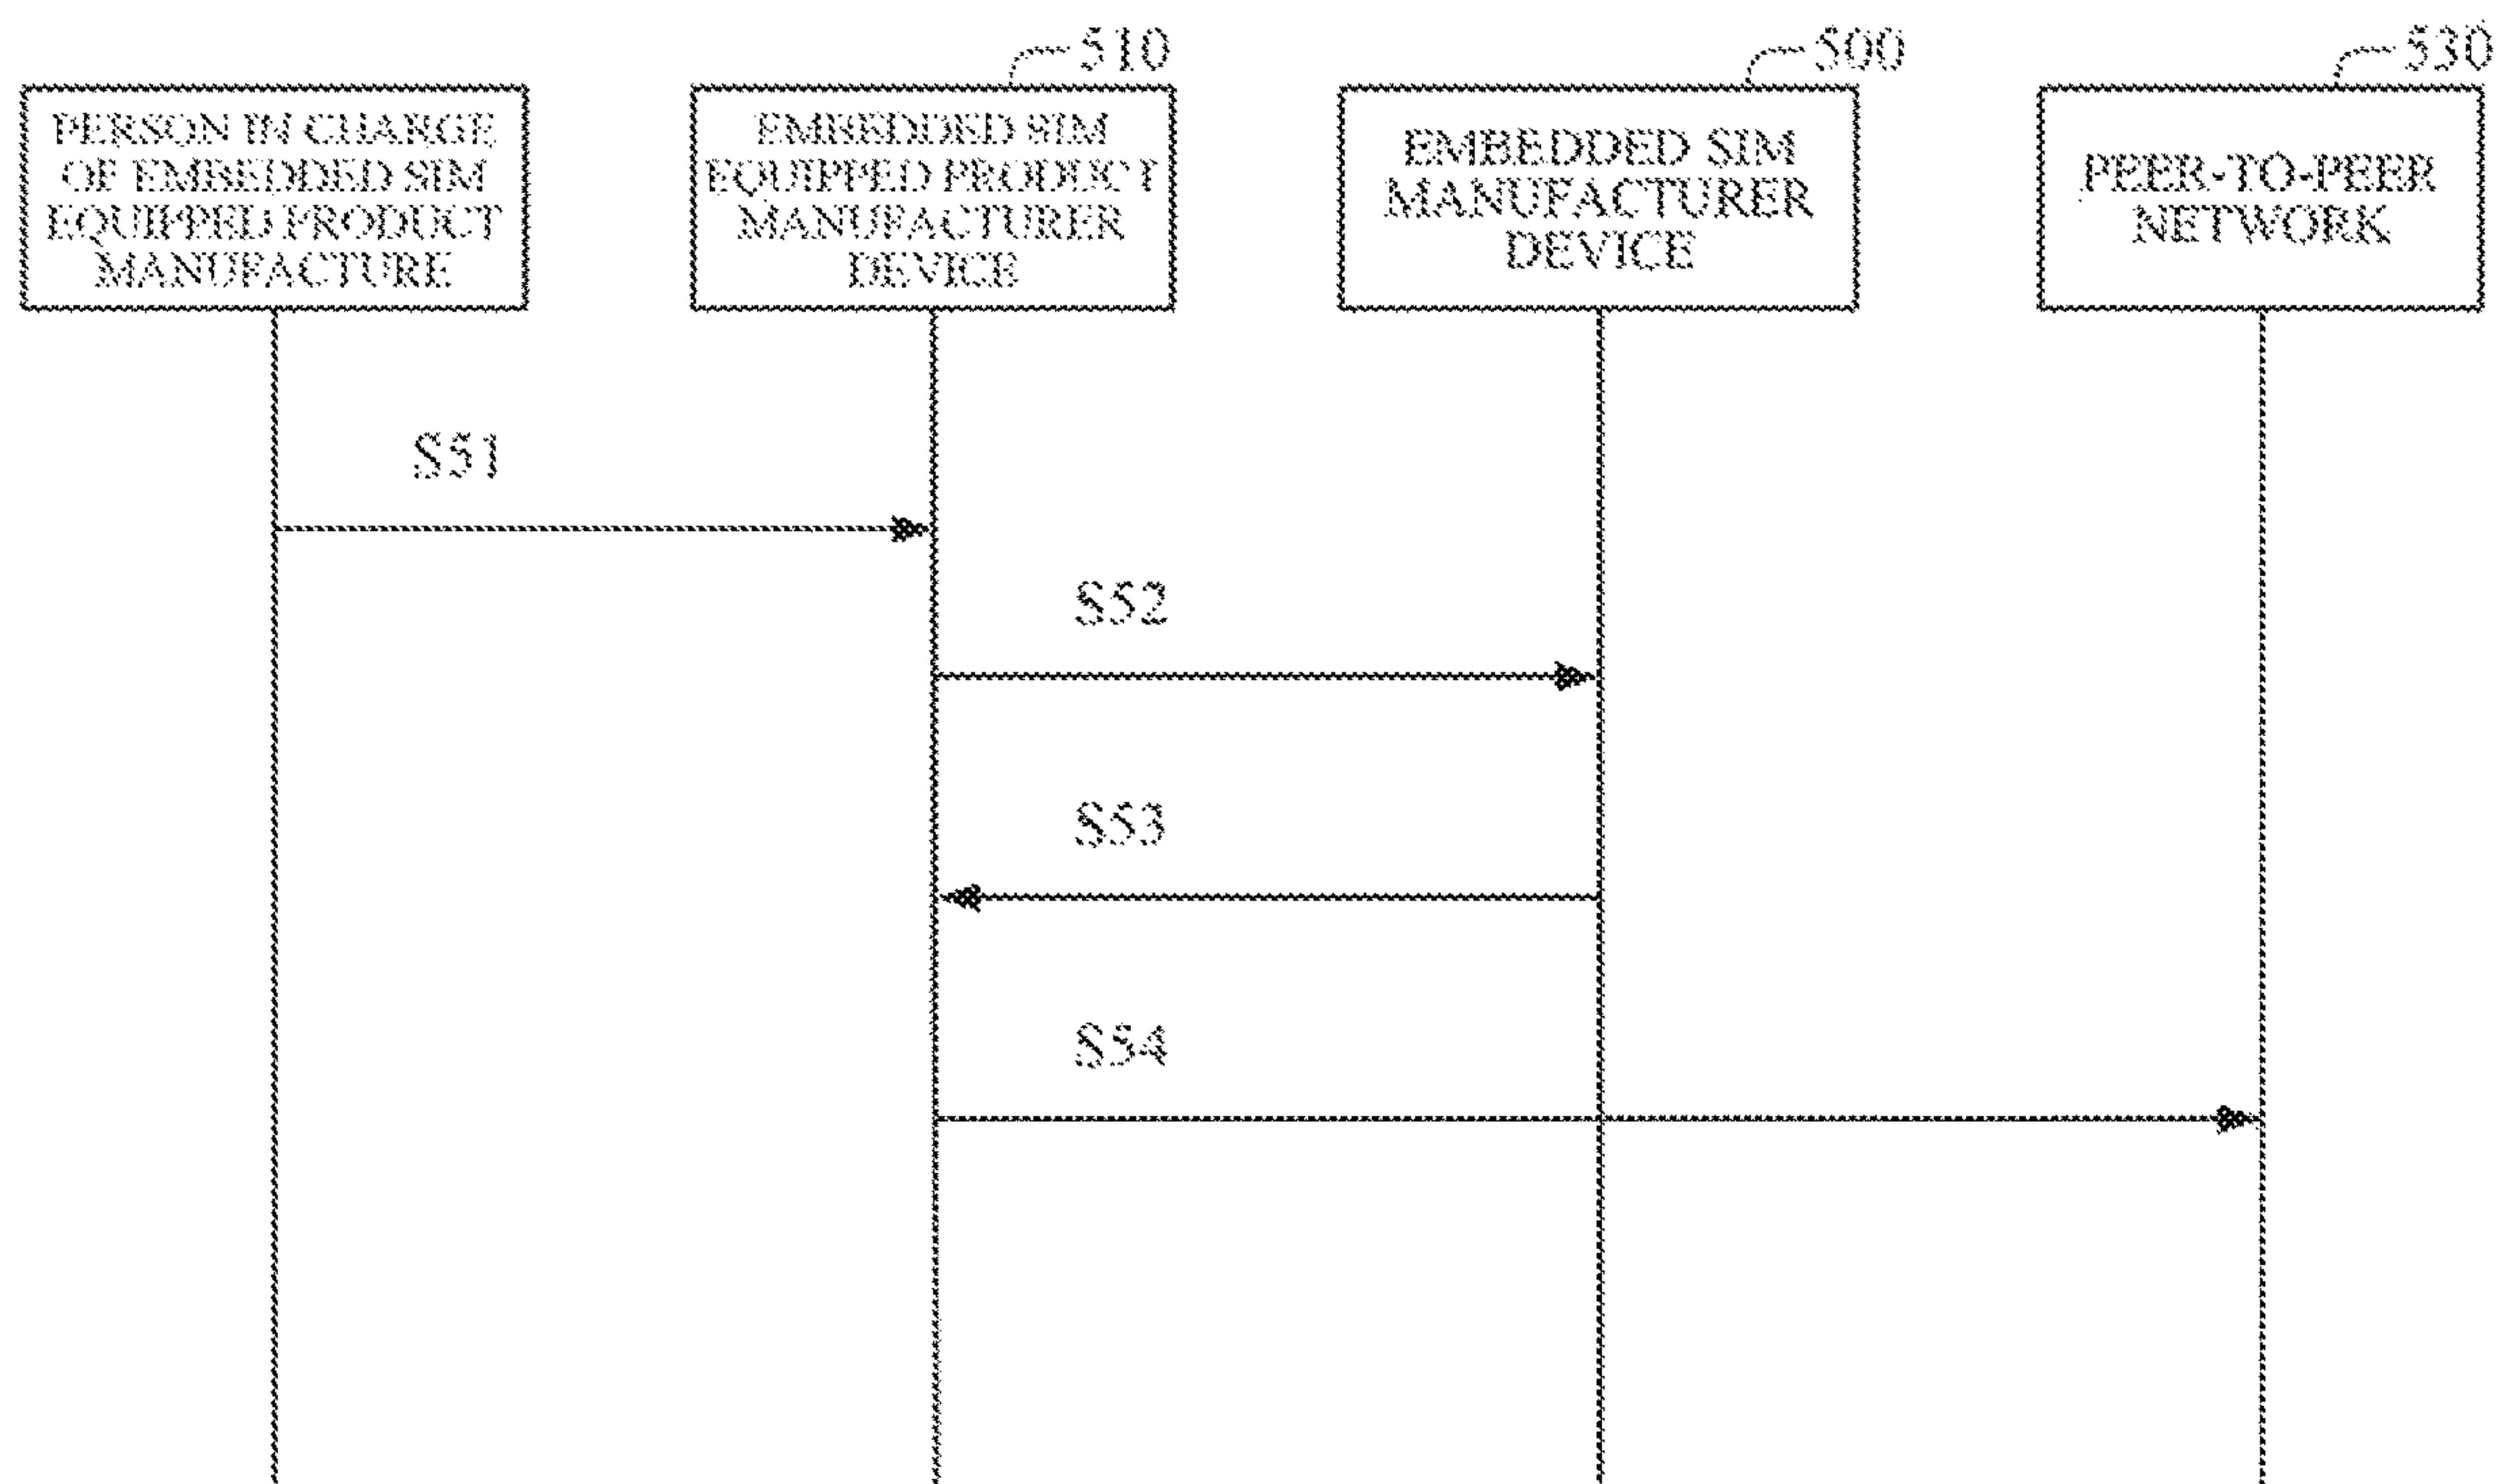 510
500
530
PERSON IN CHARGE
OF EMBEDDED SIM
EQUIPPED PRODUCT
MANUFACTURE
EMBEDDED SIM
EQUIPPED PRODUCT
MANUFACTURER
DEVICE
EMBEDDED SIM
MANUFACTURER
DEVICE
PEER-TO-PEER
NETWORK
S51
S52
S53
S54